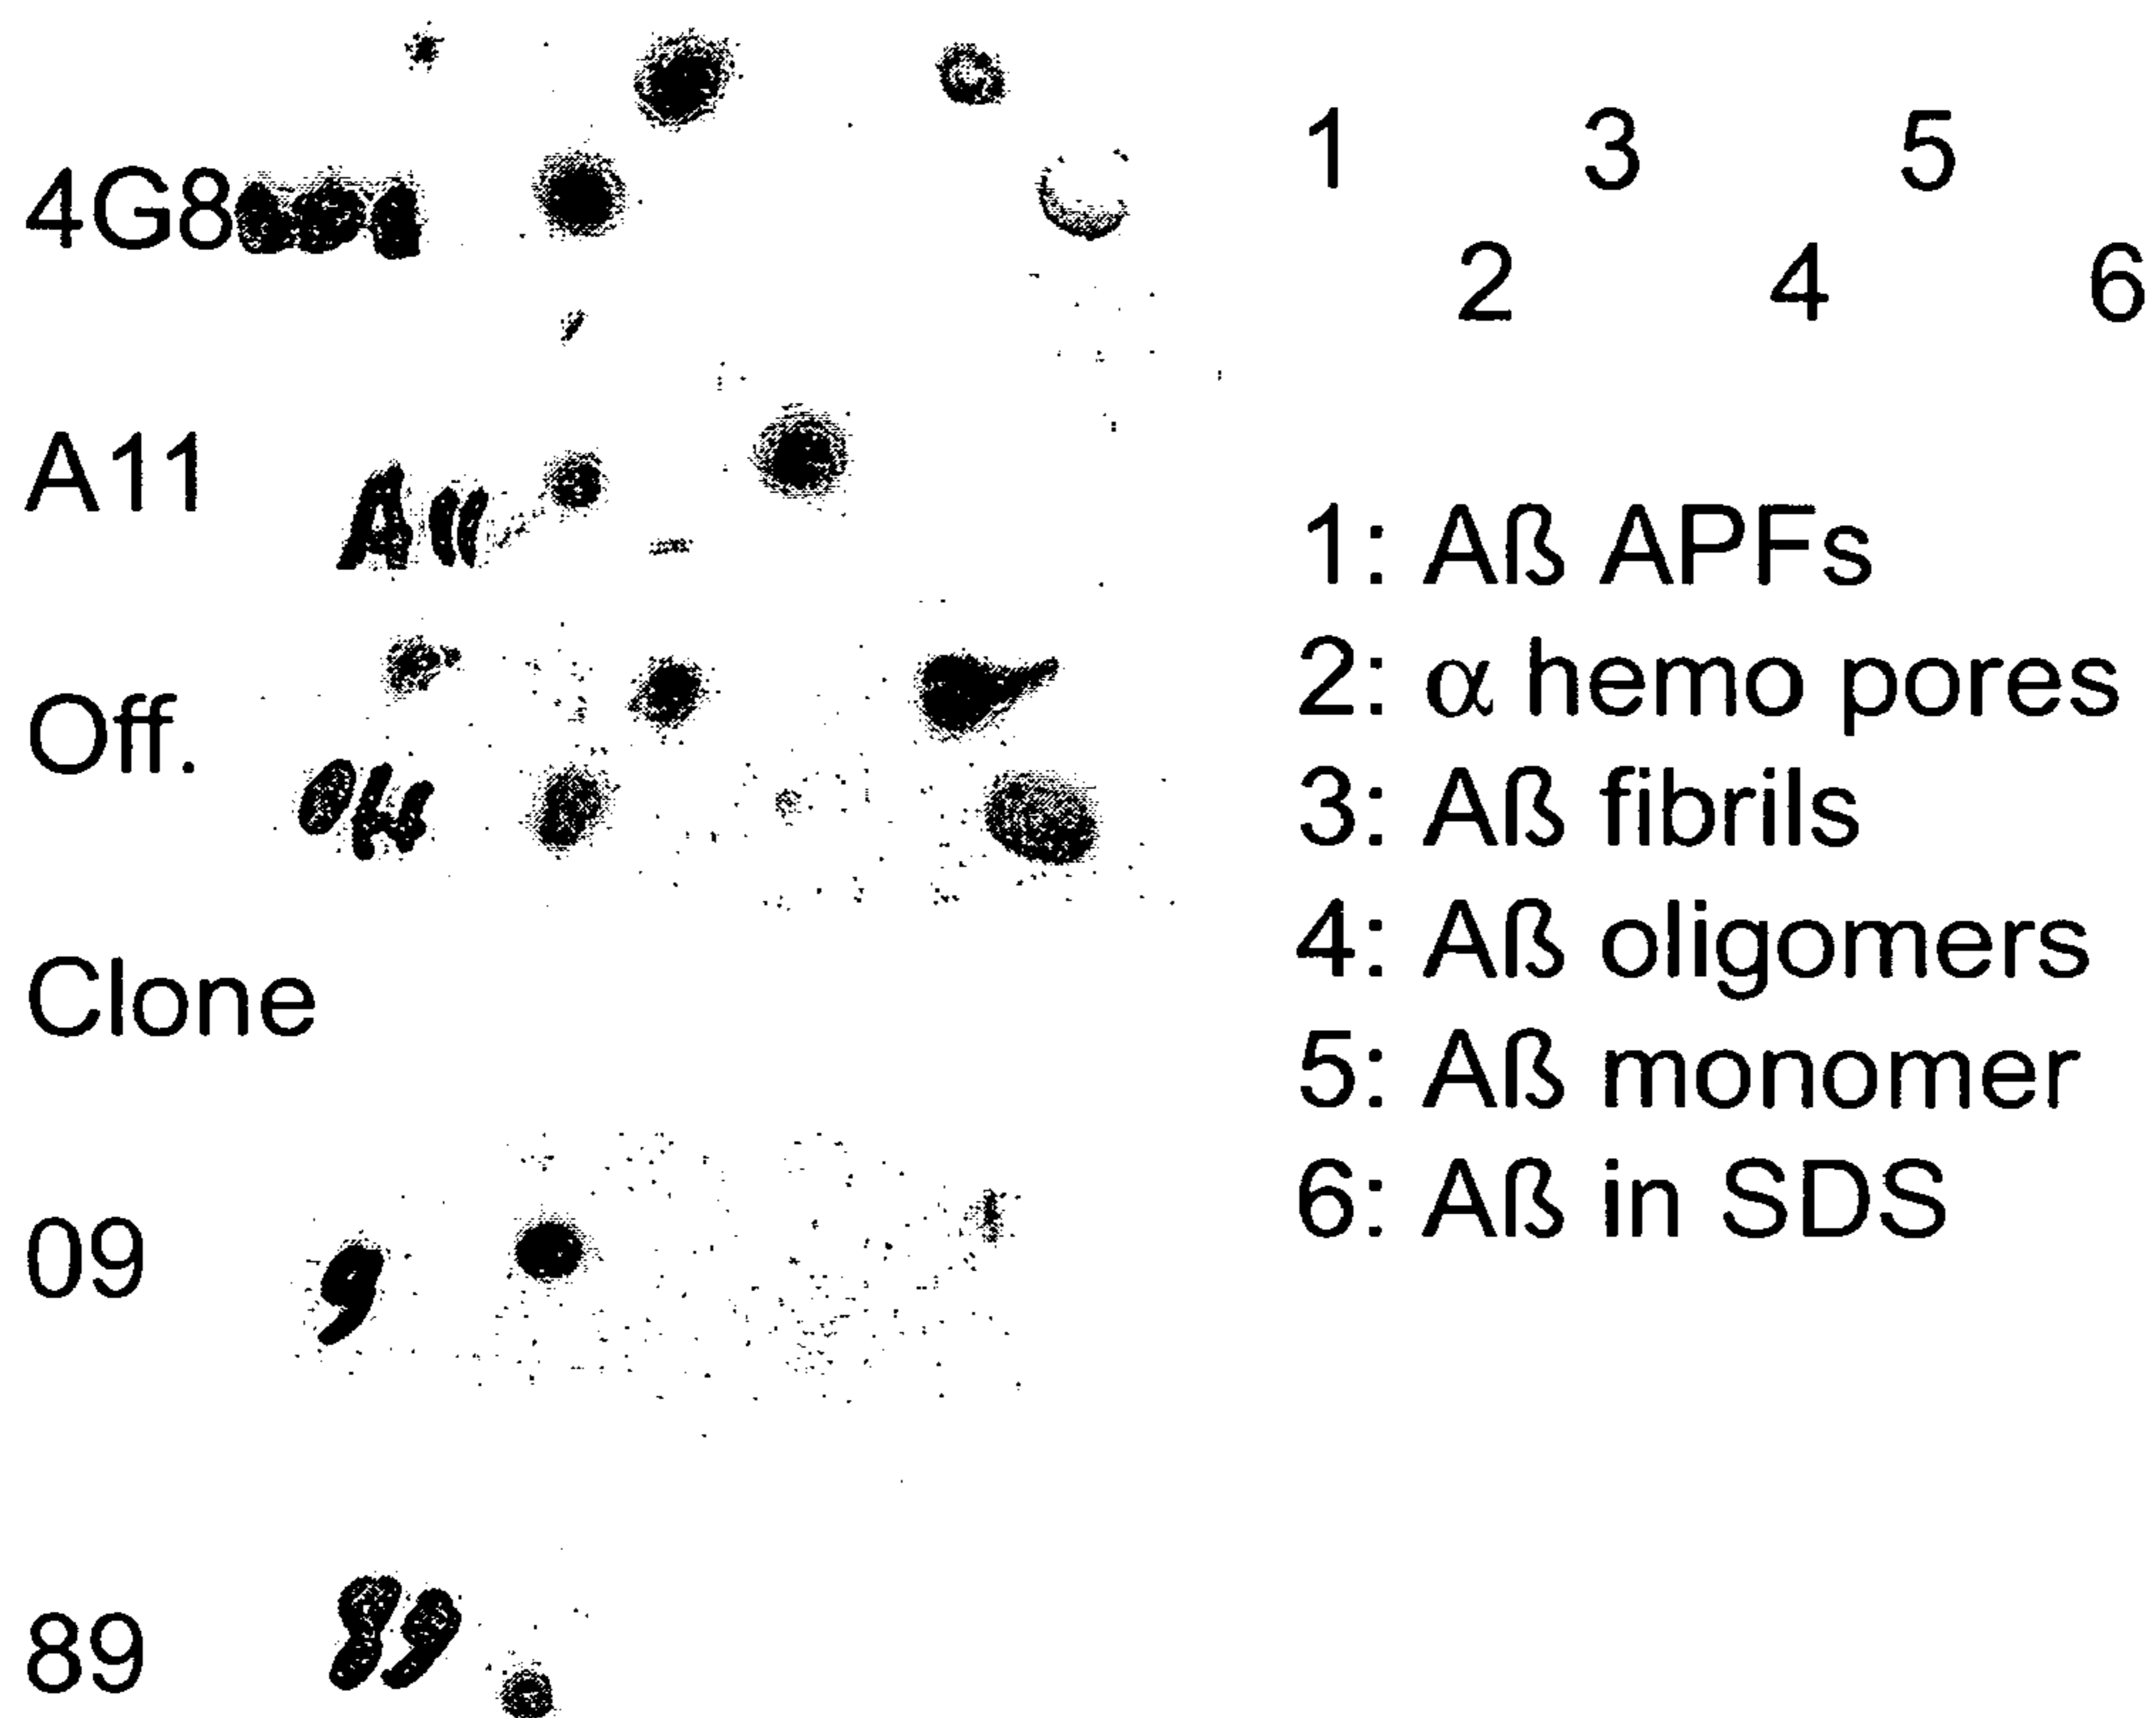 4G8
1 3 5
2 4 6
A11
A11
1: Aß APFs
Off.
2: α hemo pores
3: Aß fibrils
4: Aß oligomers
Clone
5: Aß monomer
09
9
6: Aß in SDS
89
89